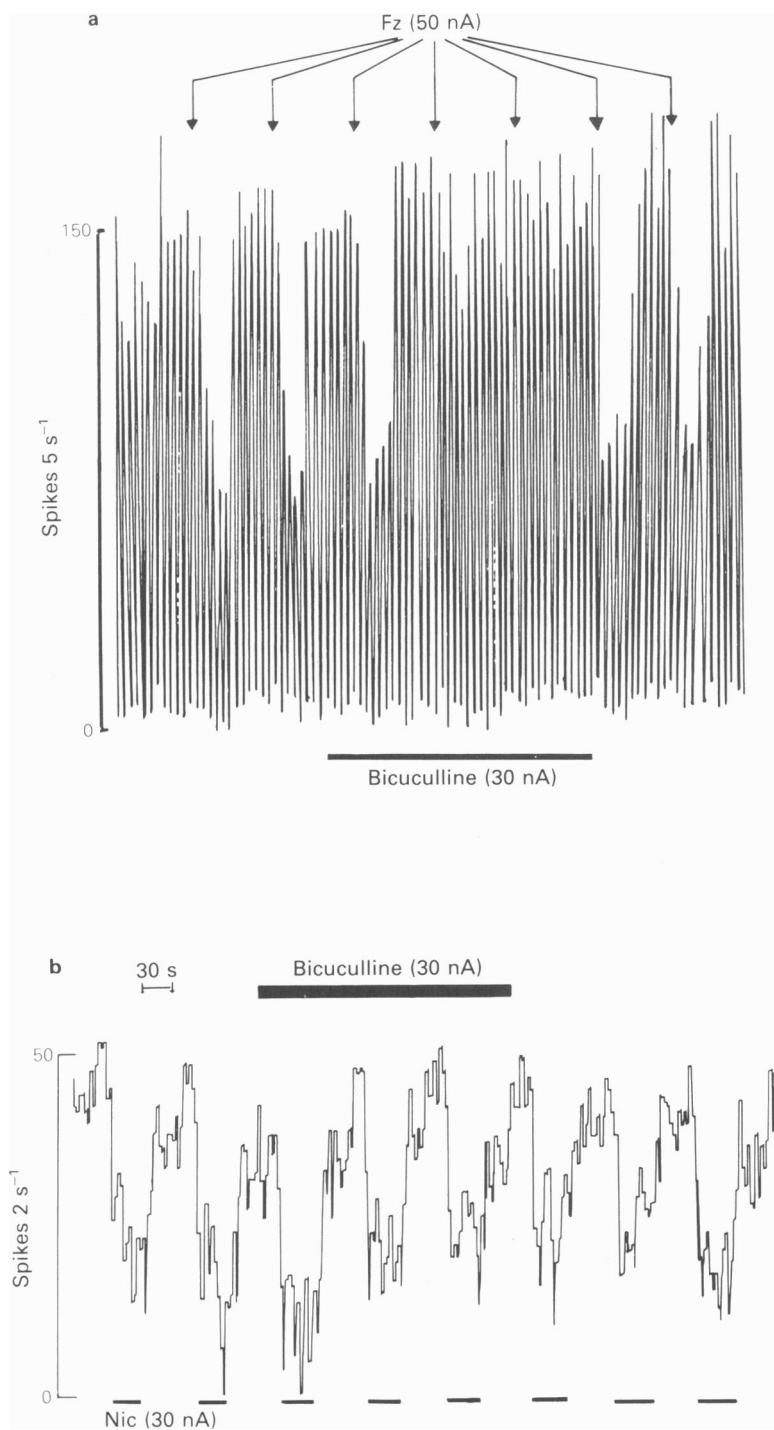 a
Fz (50 nA)
150
Spikes 5 s⁻¹
0
Bicuculline (30 nA)
b
30 s
Bicuculline (30 nA)
50
Spikes 2 s⁻¹
0
Nic (30 nA)